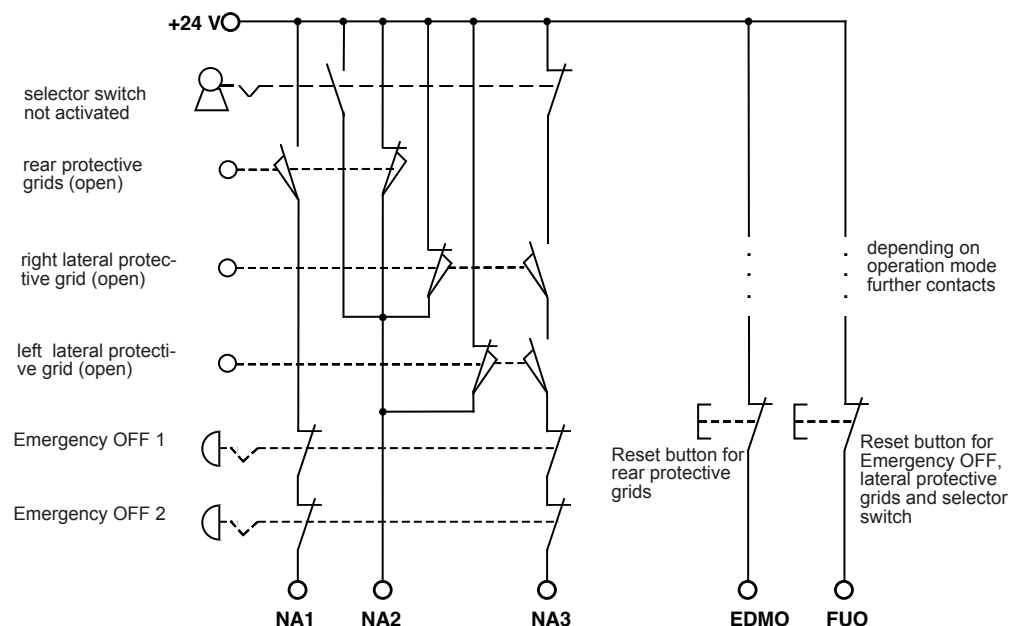 +24 V
selector switch
not activated
rear protective
grids (open)
right lateral protec-
tive grid (open)
depending on
operation mode
further contacts
left lateral protecti-
ve grid (open)
Emergency OFF 1
Reset button for
rear protective
grids
Reset button for
Emergency OFF,
lateral protective
grids and selector
switch
Emergency OFF 2
NA1
NA2
NA3
EDMO
FUO